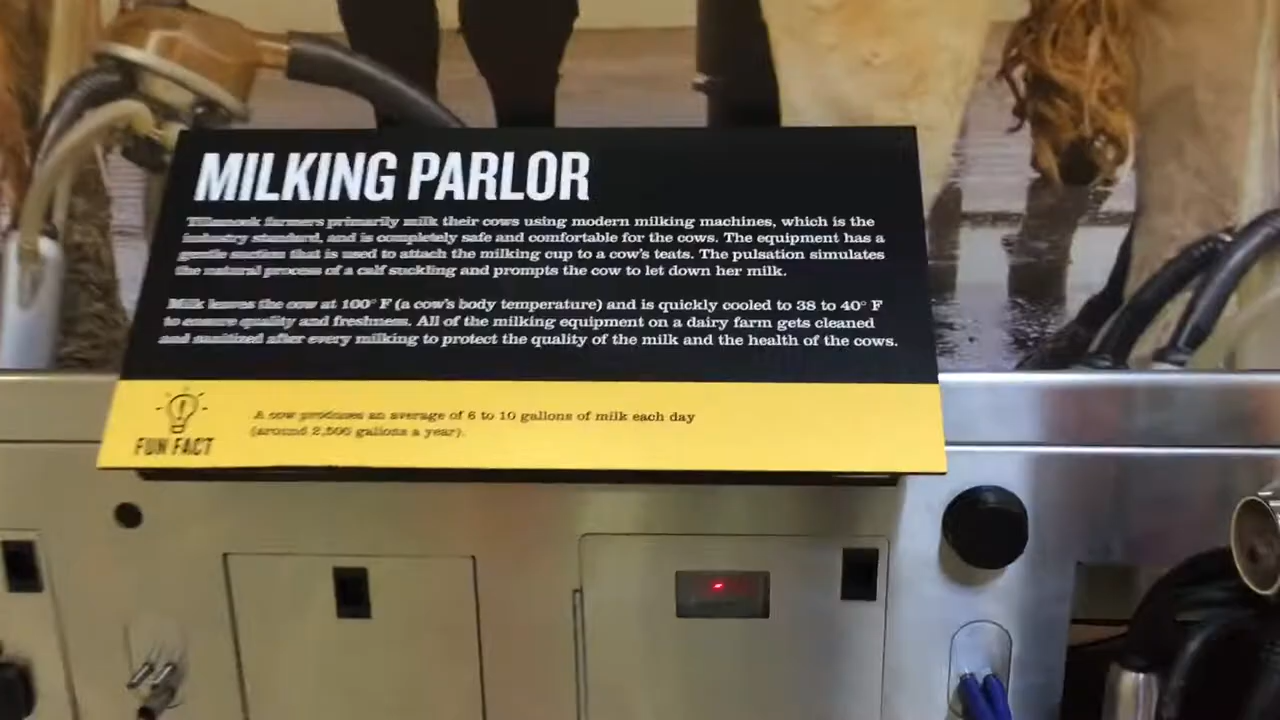 MILKING PARLOR
Tillamook farmers primarily milk their cows using modern milking machines, which is the
industry standard, and is completely safe and comfortable for the cows. The equipment has a
gentle suction that is used to attach the milking cup to a cow's teats. The pulsation simulates
the natural process of a calf suckling and prompts the cow to let down her milk.
Milk leaves the cow at 100° F (a cow's body temperature) and is quickly cooled to 38 to 40° F
to ensure quality and freshness. All of the milking equipment on a dairy farm gets cleaned
and sanitized after every milking to protect the quality of the milk and the health of the cows.
FUN FACT
A cow produces an average of 6 to 10 gallons of milk each day
(around 2,500 gallons a year).